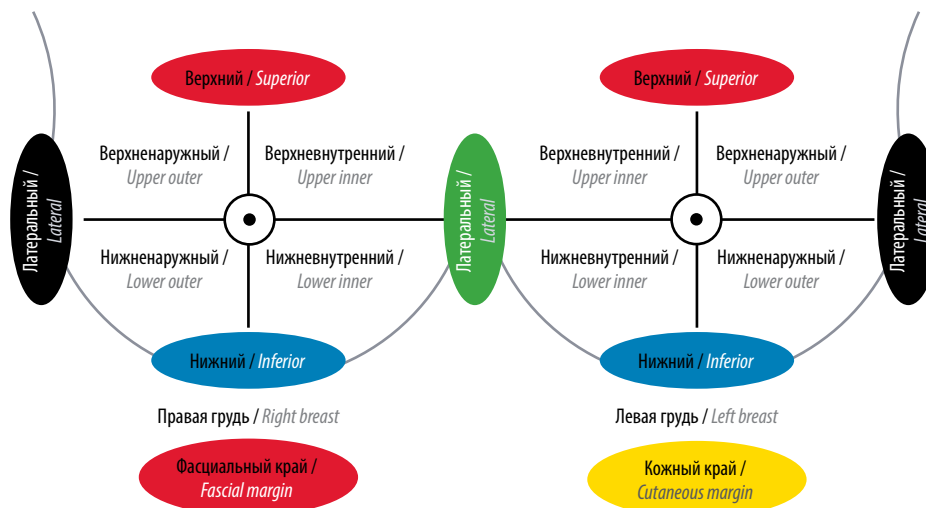 Верхний / Superior
Верхний / Superior
Верхненаружный /
Upper outer
Верхневнутренний /
Upper inner
Верхневнутренний /
Upper inner
Верхненаружный /
Upper outer
Латеральный /
Lateral
Латеральный /
Lateral
Латеральный /
Lateral
Нижненаружный /
Lower outer
Нижневнутренний /
Lower inner
Нижневнутренний /
Lower inner
Нижненаружный /
Lower outer
Нижний / Inferior
Нижний / Inferior
Правая грудь / Right breast
Левая грудь / Left breast
Фасциальный край /
Fascial margin
Кожный край /
Cutaneous margin